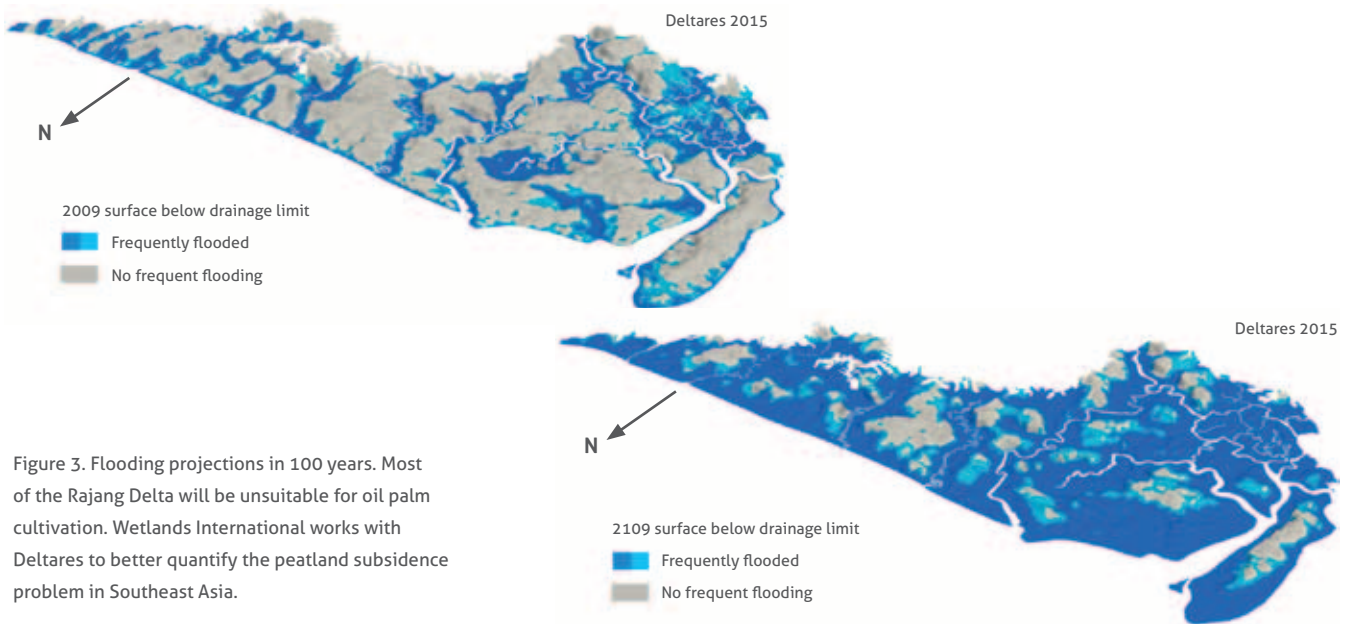 Deltares 2015
N
2009 surface below drainage limit
Frequently flooded
No frequent flooding
Deltares 2015
N
2109 surface below drainage limit
Frequently flooded
No frequent flooding
Figure 3. Flooding projections in 100 years. Most
of the Rajang Delta will be unsuitable for oil palm
cultivation. Wetlands International works with
Deltares to better quantify the peatland subsidence
problem in Southeast Asia.